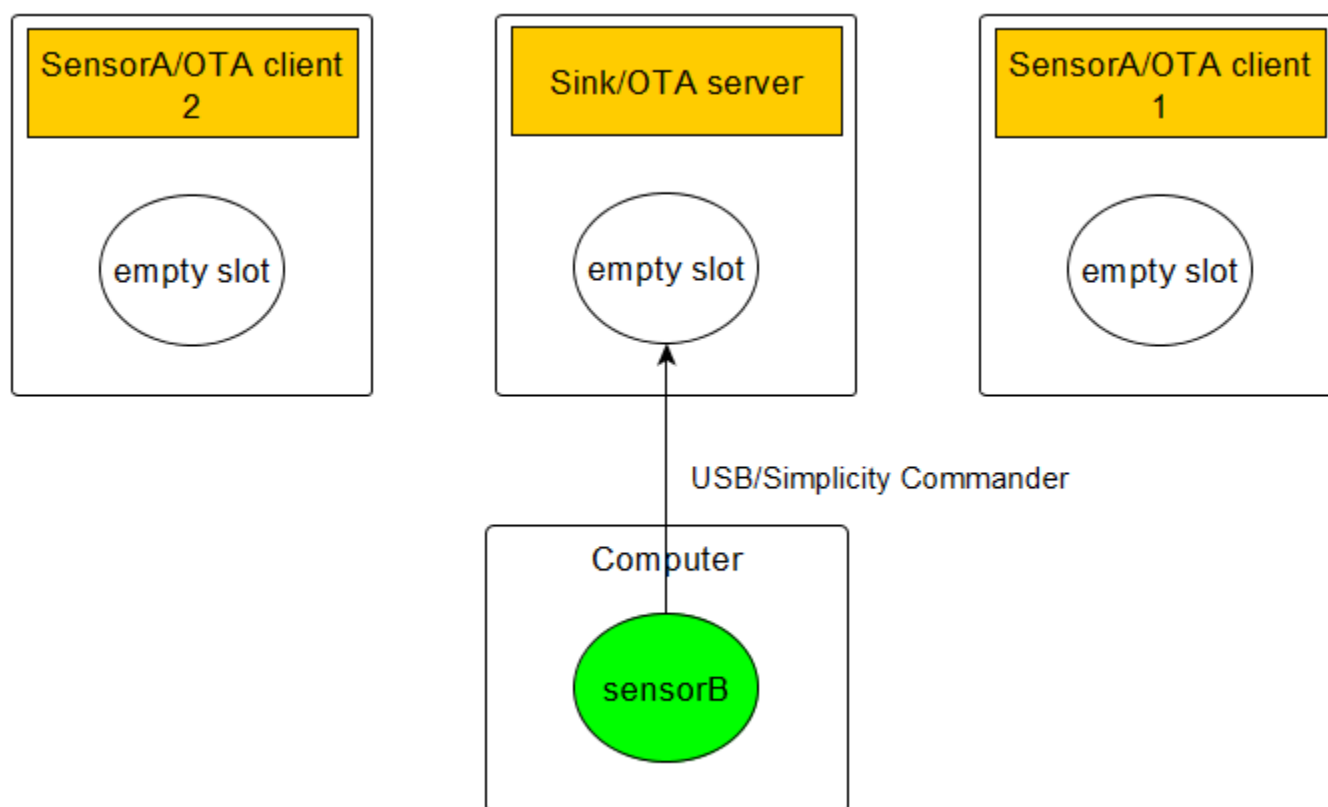 SensorA/OTA client
2
Sink/OTA server
SensorA/OTA client
1
empty slot
empty slot
empty slot
USB/Simplicity Commander
Computer
sensorB